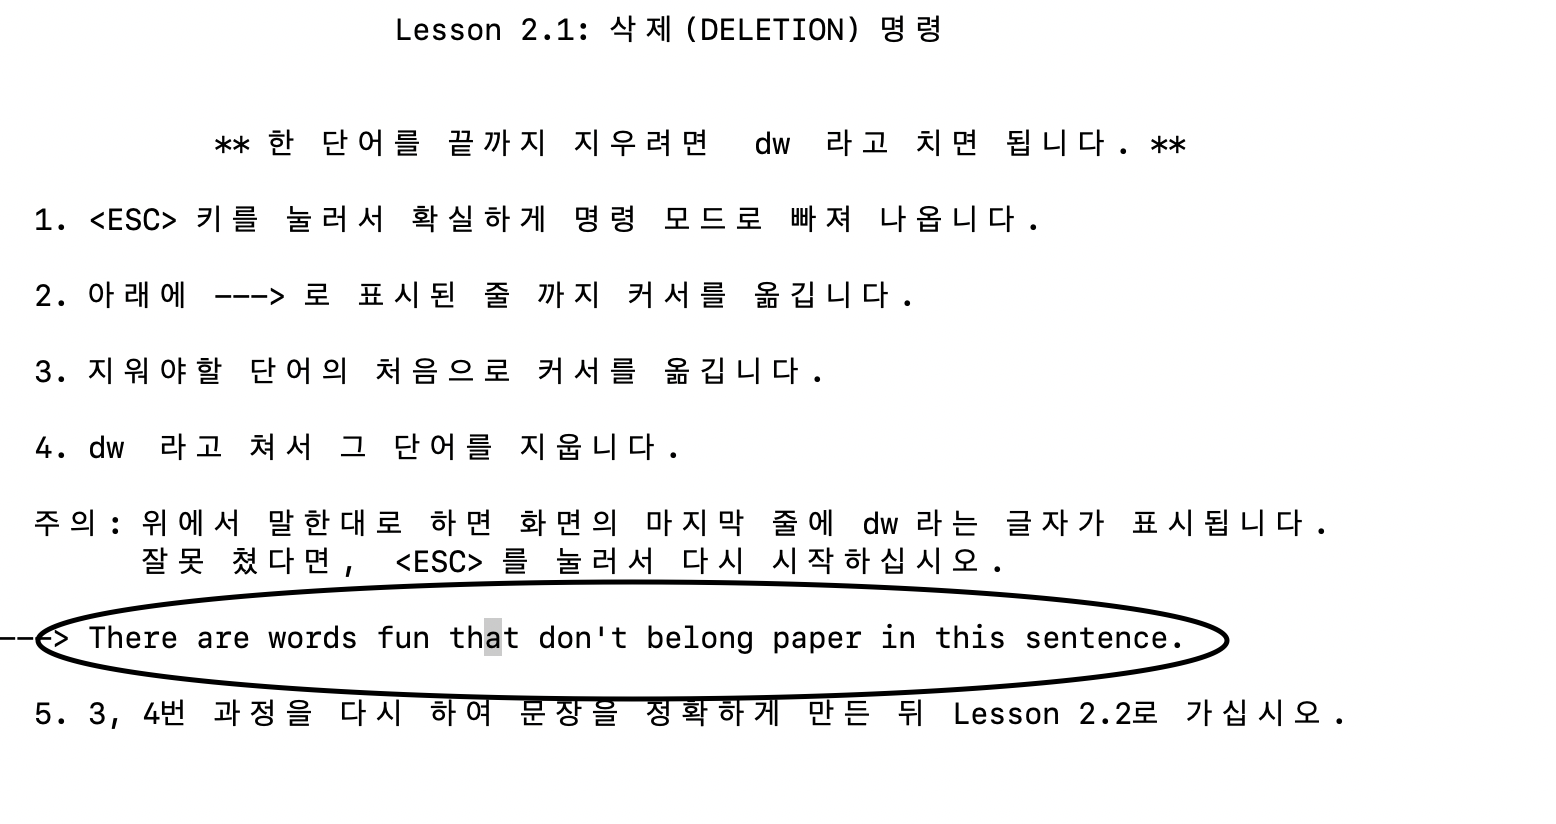 Lesson 2.1: 삭제(DELETION) 명령
** 한 단어를 끝까지 지우려면  dw  라고 치면 됩니다. **
1. <ESC> 키를 눌러서 확실하게 명령 모드로 빠져 나옵니다.
2. 아래에 ---> 로 표시된 줄 까지 커서를 옮깁니다.
3. 지워야할 단어의 처음으로 커서를 옮깁니다.
4. dw  라고 쳐서 그 단어를 지웁니다.
주의: 위에서 말한대로 하면 화면의 마지막 줄에 dw 라는 글자가 표시됩니다.
잘못 쳤다면, <ESC> 를 눌러서 다시 시작하십시오.
---> There are words fun that don't belong paper in this sentence.
5. 3, 4번 과정을 다시 하여 문장을 정확하게 만든 뒤 Lesson 2.2로 가십시오.